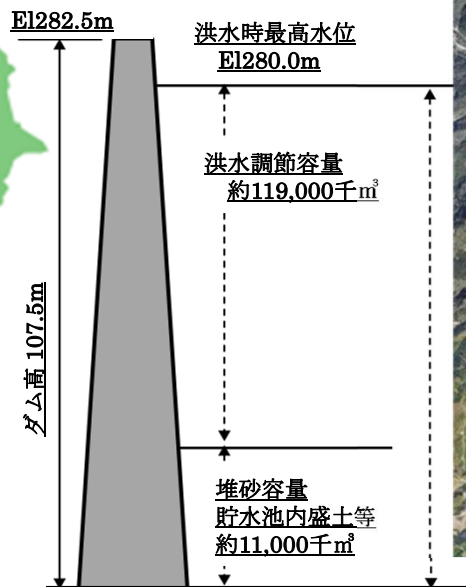 El282.5m
洪水時最高水位
El280.0m
洪水調節容量
約119,000千㎥
ダム高 107.5m
堆砂容量
貯水池内盛土等
約11,000千㎥